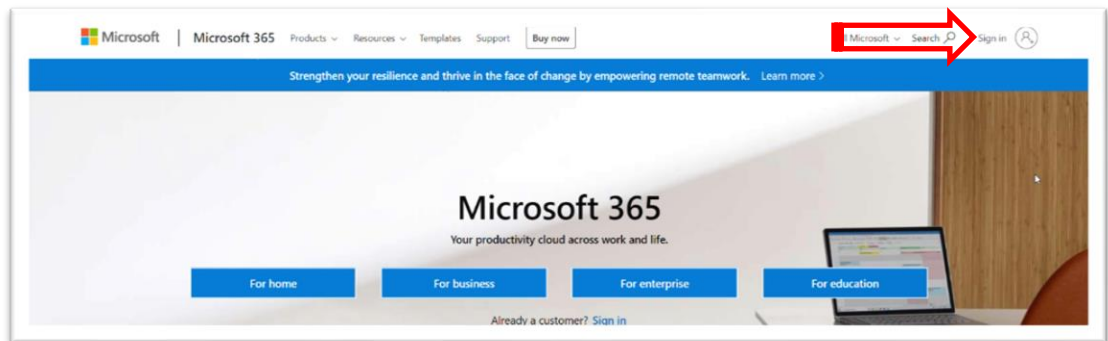 Microsoft | Microsoft 365 Products Resources Templates Support Buy now Microsoft Search Sign in
Strengthen your resilience and thrive in the face of change by empowering remote teamwork. Learn more >
Microsoft 365
Your productivity cloud across work and life.
For home For business For enterprise For education
Already a customer? Sign in